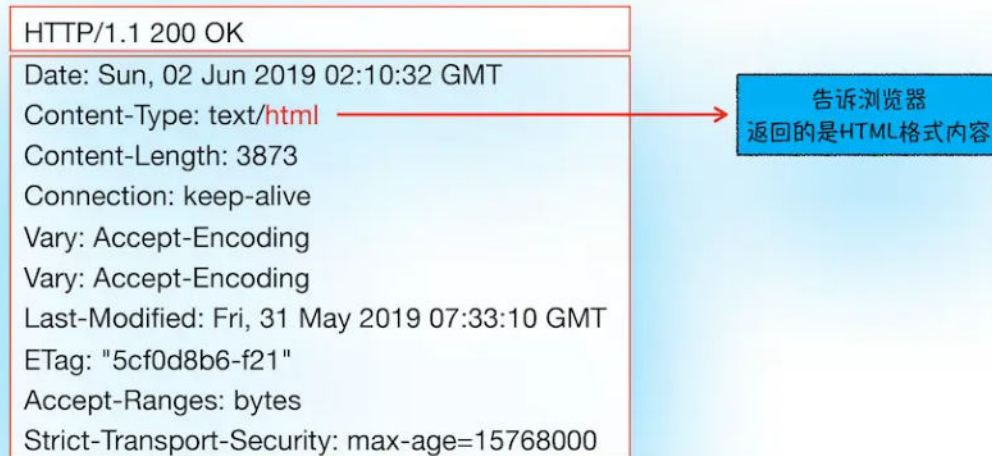 HTTP/1.1 200 OK
Date: Sun, 02 Jun 2019 02:10:32 GMT
Content-Type: text/html
Content-Length: 3873
Connection: keep-alive
Vary: Accept-Encoding
Vary: Accept-Encoding
Last-Modified: Fri, 31 May 2019 07:33:10 GMT
ETag: "5cf0d8b6-f21"
Accept-Ranges: bytes
Strict-Transport-Security: max-age=15768000
告诉浏览器
返回的是HTML格式内容